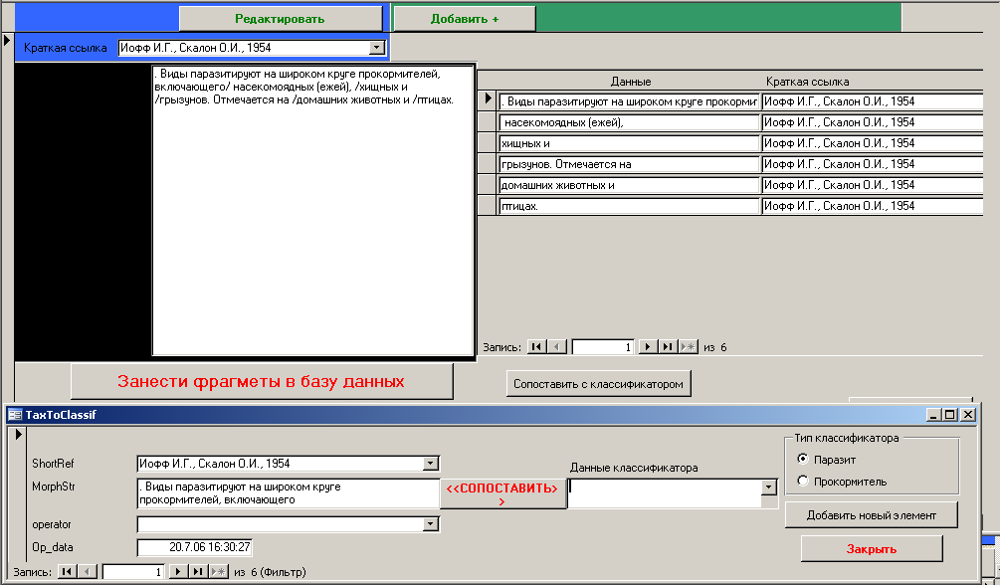 Редактировать
Добавить +
Краткая ссылка
Иофф И.Г., Скалон О.И., 1954
. Виды паразитируют на широком круге прокормителей,
включающего/ насекомоядных (ежей), /хищных и
/грызунов. Отмечается на /домашних животных и /птицах.
Данные Краткая ссылка
. Виды паразитируют на широком круге прокормит Иофф И.Г., Скалон О.И., 1954
насекомоядных (ежей), Иофф И.Г., Скалон О.И., 1954
хищных и Иофф И.Г., Скалон О.И., 1954
грызунов. Отмечается на Иофф И.Г., Скалон О.И., 1954
домашних животных и Иофф И.Г., Скалон О.И., 1954
птицах. Иофф И.Г., Скалон О.И., 1954
Запись: 1 из 6
Занести фрагметы в базу данных
Сопоставить с классификатором
TaxToClassif
ShortRef
Иофф И.Г., Скалон О.И., 1954
MorphStr
. Виды паразитируют на широком круге
прокормителей, включающего
<<СОПОСТАВИТЬ>
>
Данные классификатора
Тип классификатора
Паразит
Прокормитель
operator
Добавить новый элемент
Op_data
20.7.06 16:30:27
Закрыть
Запись: 1 из 6 (Фильтр)